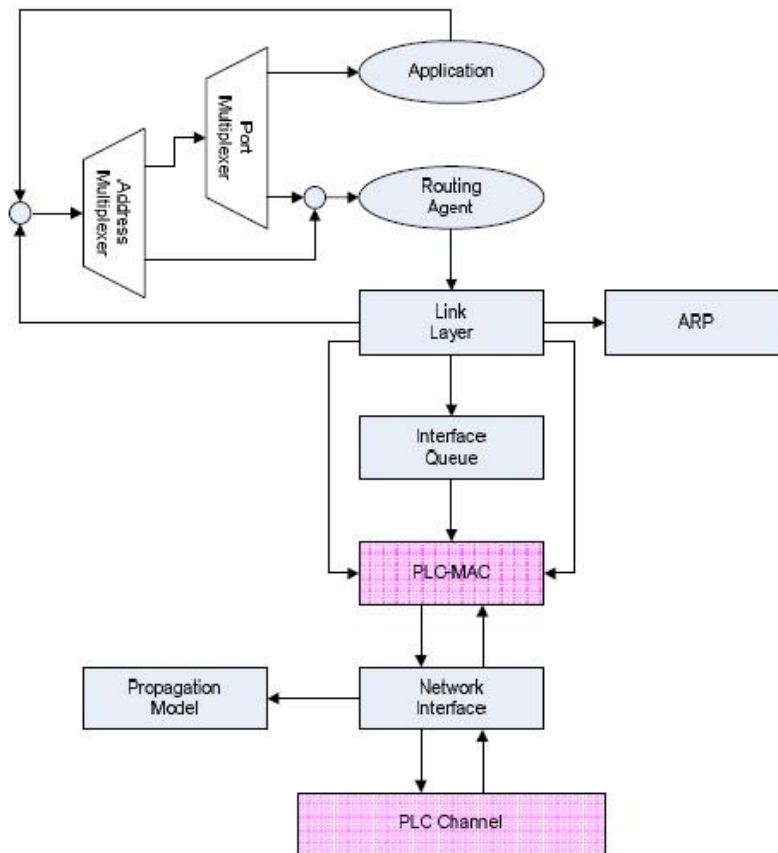 Application
Port
Multiplexer
Address
Multiplexer
Routing
Agent
Link
Layer
ARP
Interface
Queue
PLC-MAC
Propagation
Model
Network
Interface
PLC Channel